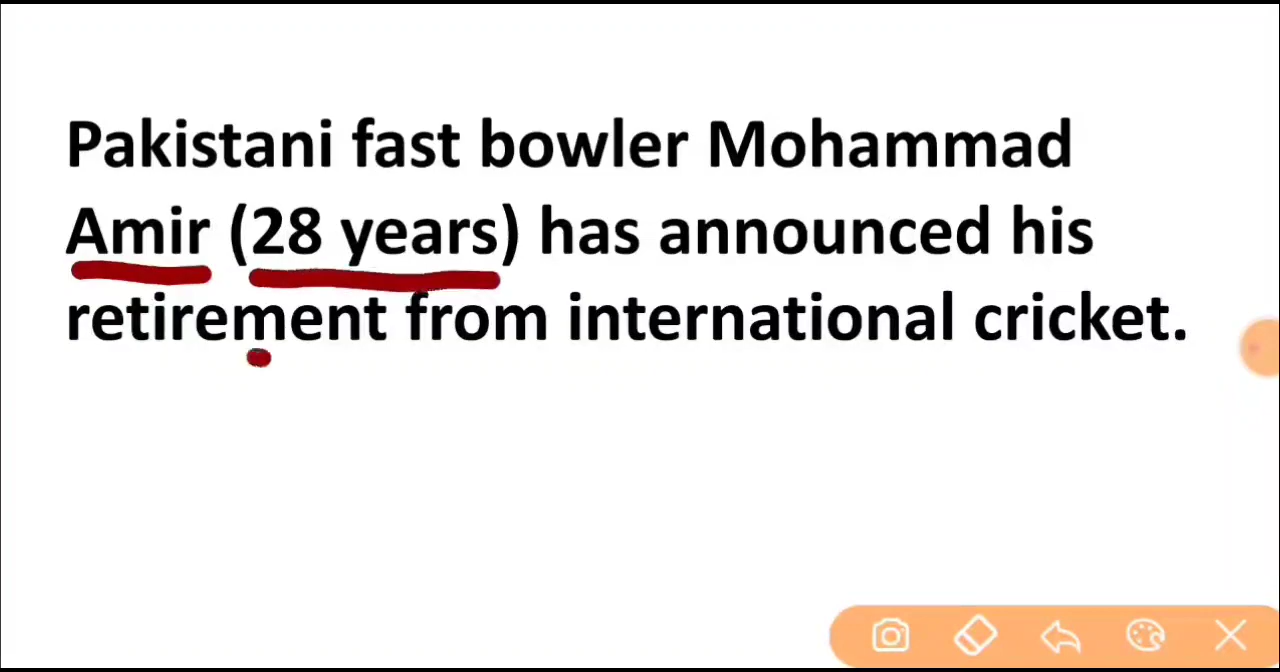 Pakistani fast bowler Mohammad
Amir (28 years) has announced his
retirement from international cricket.